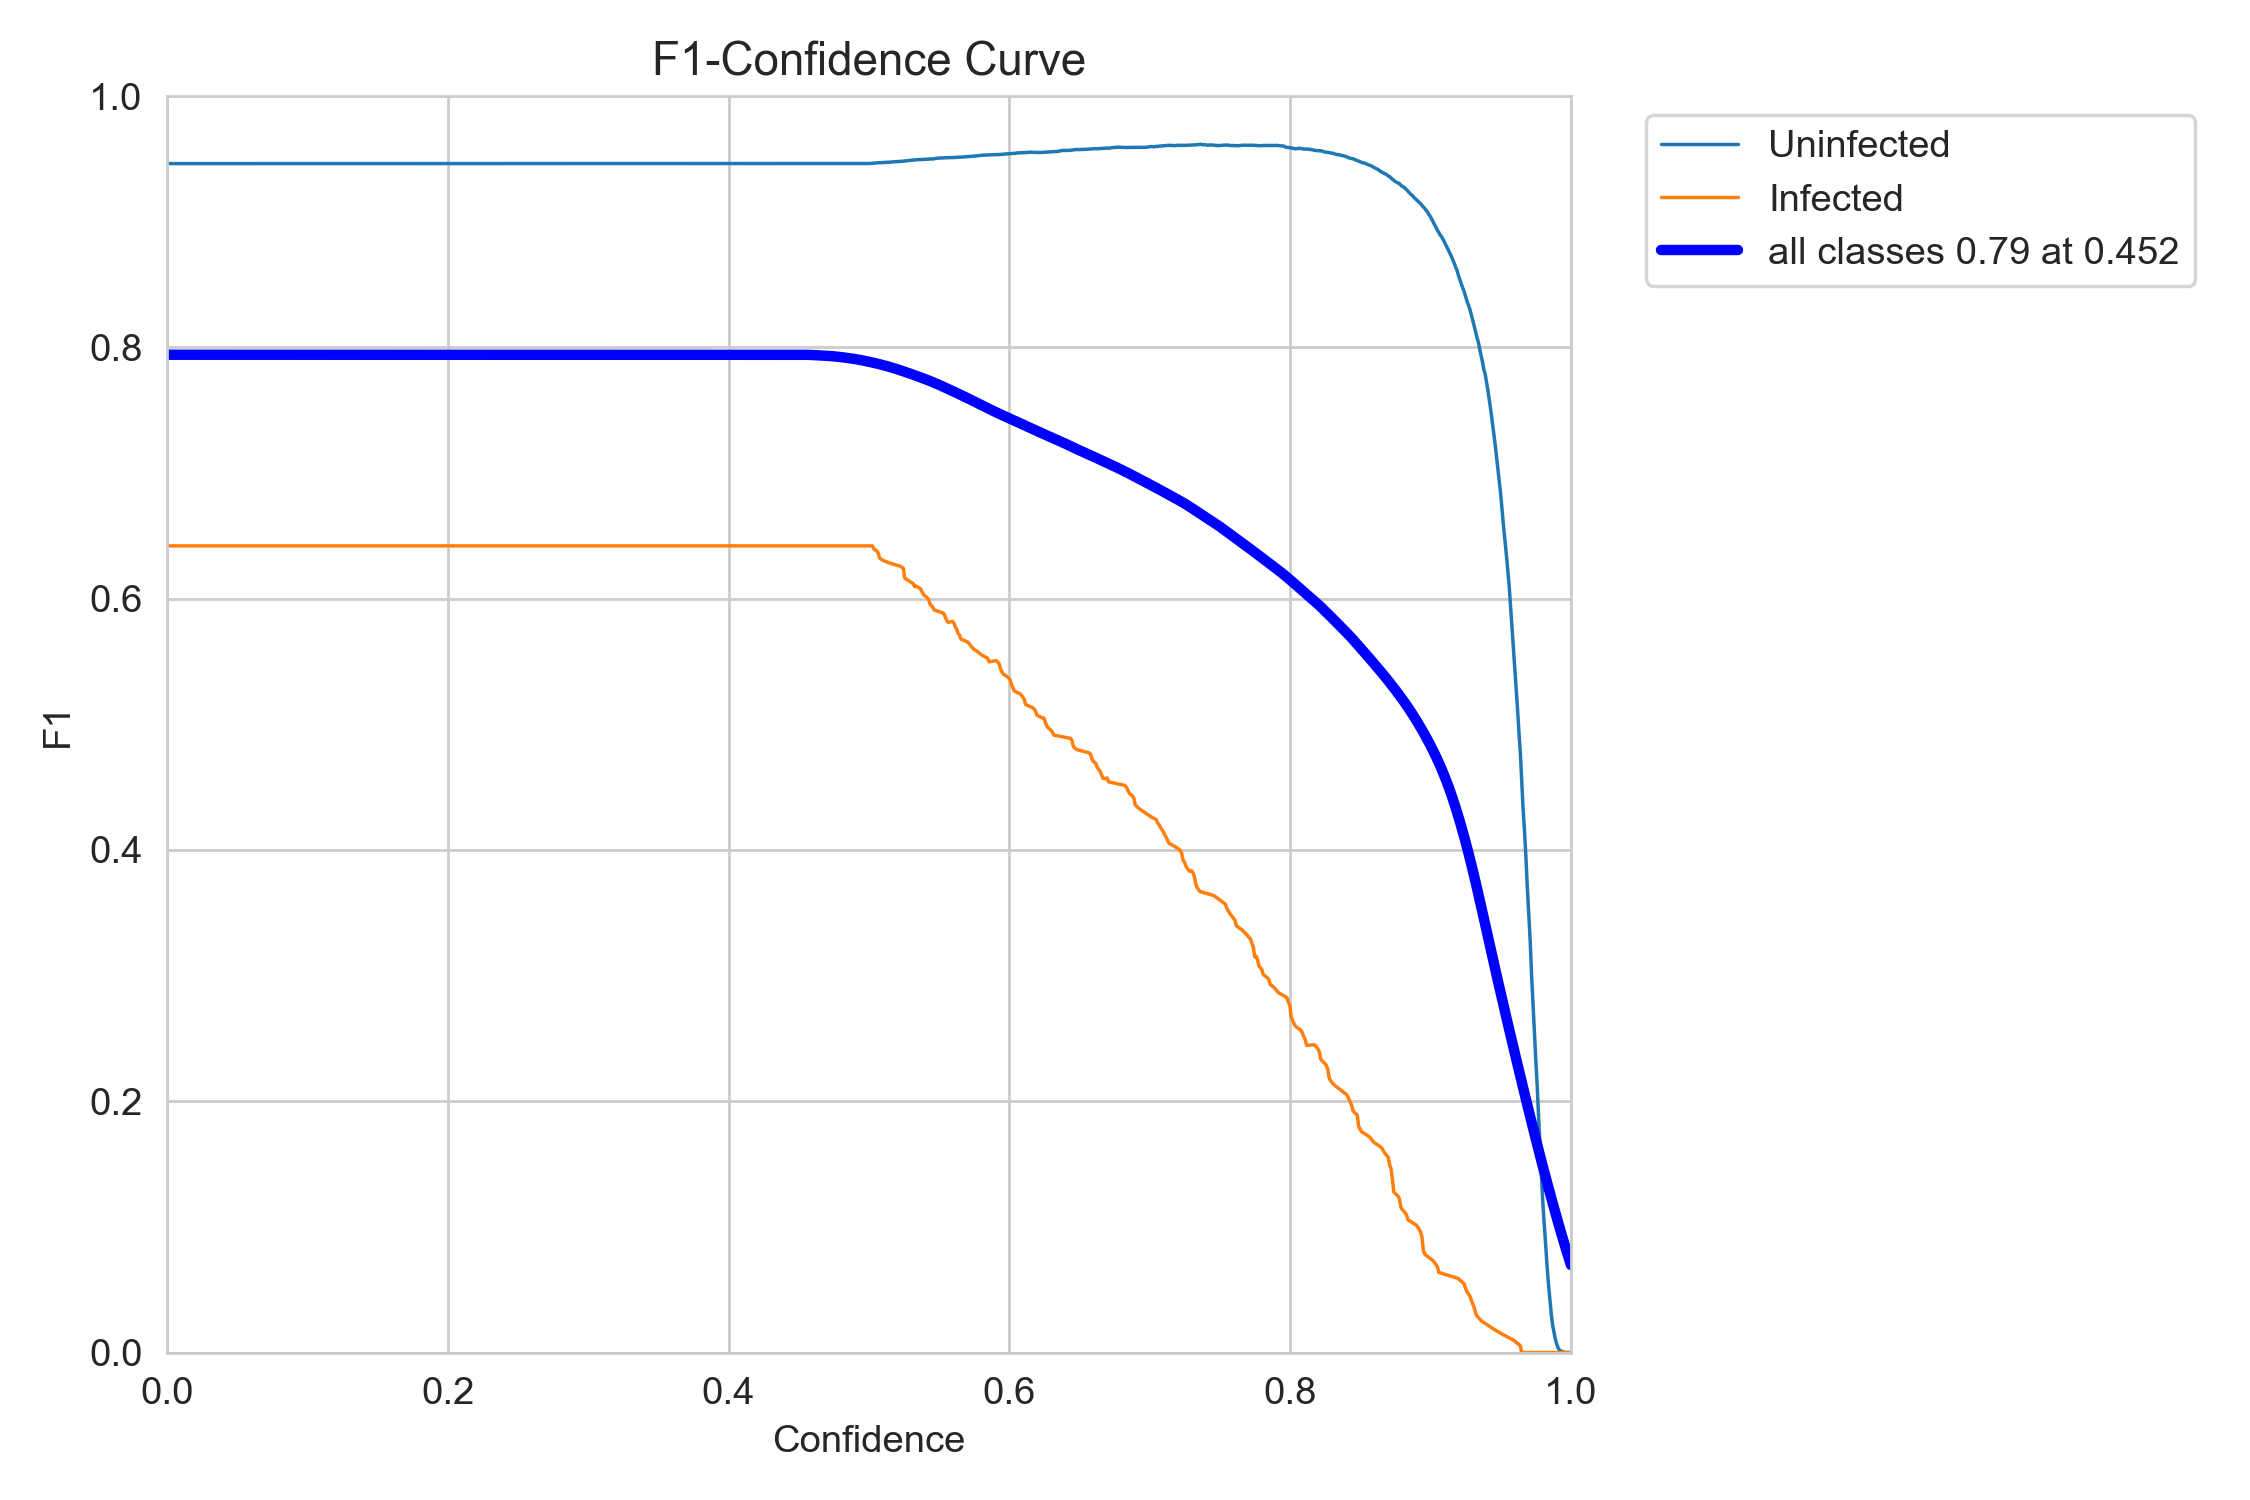 F1-Confidence Curve
1.0
0.8
0.6
0.4
0.2
0.0
F1
0.0 0.2 0.4 0.6 0.8 1.0
Confidence
Uninfected
Infected
all classes 0.79 at 0.452